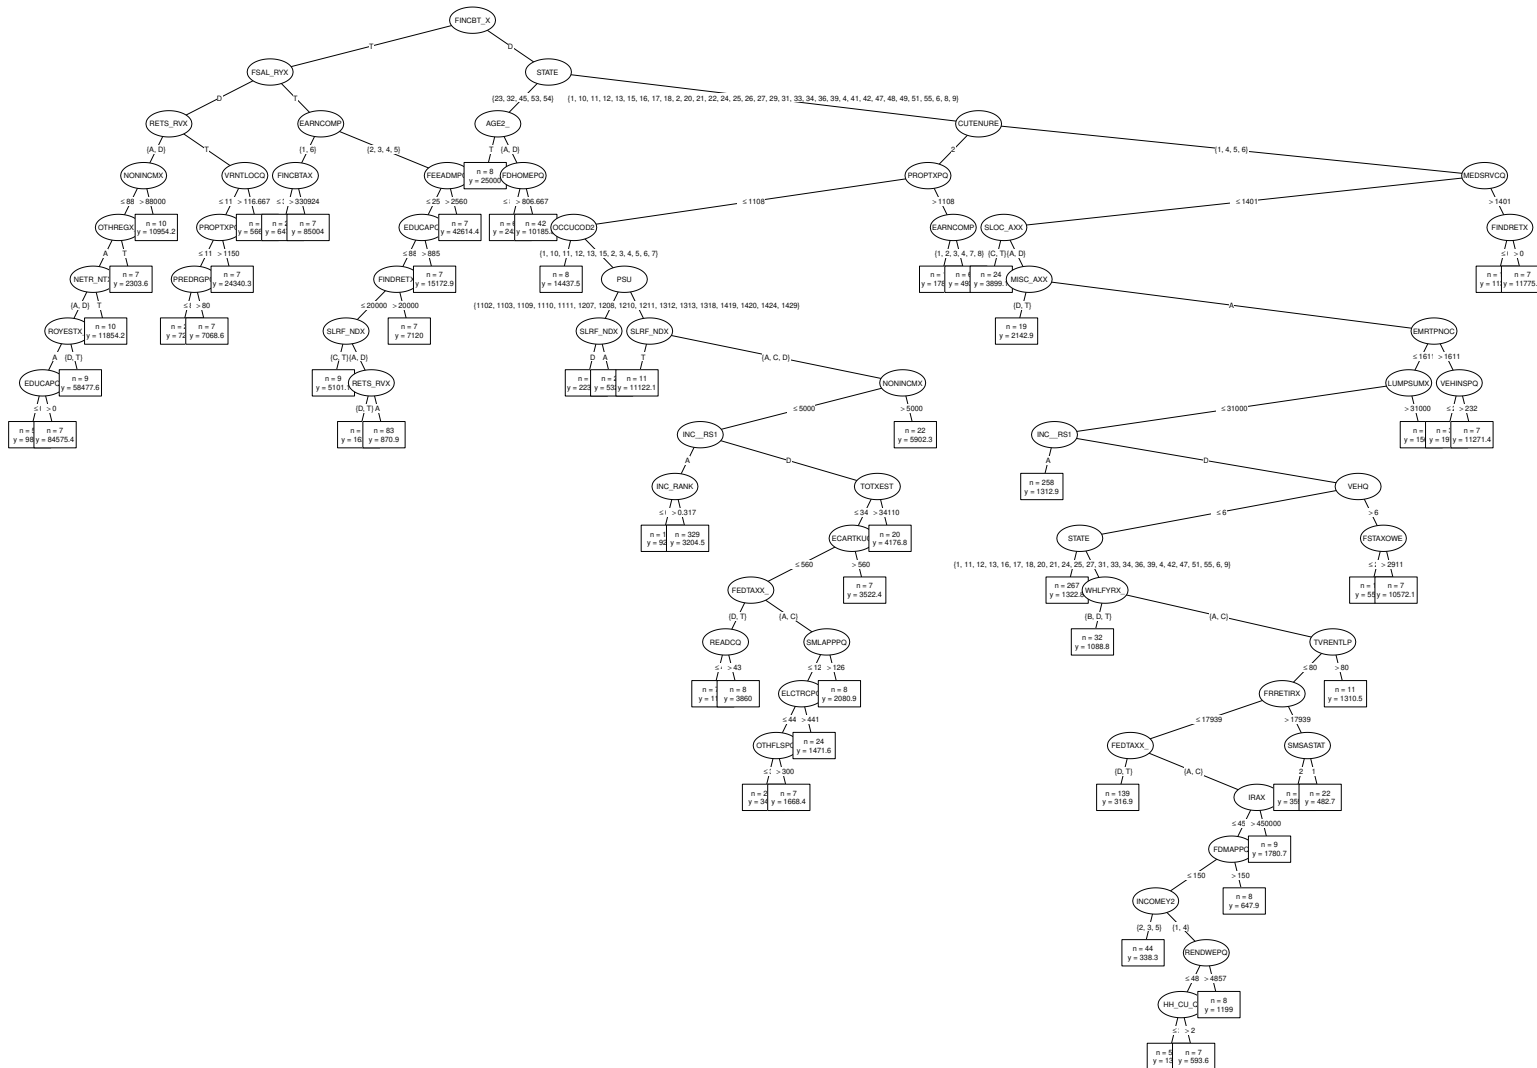 FINCBT_X
T
D
FSAL_RYX
STATE
D
T
{23, 32, 45, 53, 54}
{1, 10, 11, 12, 13, 15, 16, 17, 18, 2, 20, 21, 22, 24, 25, 26, 27, 29, 31, 33, 34, 36, 39, 4, 41, 42, 47, 48, 49, 51, 55, 6, 8, 9}
RETS_RVX
EARNCOMP
AGE2_
CUTENURE
{A, D}
T
{1, 6}
{2, 3, 4, 5}
T
{A, D}
2
{1, 4, 5, 6}
NONINCMX
VRNTLOCQ
FINCBTAX
n = 8
y = 25000
FDHOMEPQ
PROPTXPQ
MEDSRVCQ
≤ 88
> 88000
≤ 11
> 116.667
> 330924
≤ 25
> 2560
> 806.667
≤ 1108
> 1108
≤ 1401
> 1401
OTHREGX
n = 10
y = 10954.2
n = 7
y = 85004
n = 7
y = 42614.4
n = 42
OCCUCOD2
EARNCOMP
SLOC_AXX
FINDRETX
A
T
≤ 11
> 1150
≤ 88
> 885
{1, 10, 11, 12, 13, 15, 2, 3, 4, 5, 6, 7}
{1, 2, 3, 4, 7, 8}
{C, T}
{A, D}
> 0
n = 7
y = 2303.6
n = 7
y = 24340.3
n = 7
y = 15172.9
n = 8
y = 14437.5
PSU
n = 24
MISC_AXX
n = 7
{A, D}
T
> 80
≤ 20000
> 20000
{1102, 1103, 1109, 1110, 1111, 1207, 1208, 1210, 1211, 1312, 1313, 1318, 1419, 1420, 1424, 1429}
{D, T}
A
ROYESTX
n = 10
y = 11854.2
n = 7
y = 7068.6
SLRF_NDX
n = 7
y = 7120
SLRF_NDX
SLRF_NDX
n = 19
y = 2142.9
EMRTPNOC
A
{D, T}
{C, T}
{A, D}
D
A
T
{A, C, D}
> 1611
n = 9
y = 58477.6
n = 9
RETS_RVX
n = 11
y = 11122.1
NONINCMX
LUMPSUMX
VEHINSPQ
> 0
{D, T}
A
≤ 5000
> 5000
≤ 31000
> 31000
> 232
n = 7
y = 84575.4
n = 83
y = 870.9
INC__RS1
n = 22
y = 5902.3
INC__RS1
n = 7
y = 11271.4
A
D
A
D
INC_RANK
TOTXEST
n = 258
y = 1312.9
VEHQ
> 0.317
≤ 34
> 34110
≤ 6
> 6
n = 329
y = 3204.5
n = 20
y = 4176.8
STATE
FSTAXOWE
≤ 560
> 560
{1, 11, 12, 13, 16, 17, 18, 20, 21, 24, 25, 27, 31, 33, 34, 36, 39, 4, 42, 47, 51, 55, 6, 9}
> 2911
FEDTAXX_
n = 7
y = 3522.4
n = 267
WHLFYRX_
n = 7
y = 10572.1
{D, T}
{A, C}
{B, D, T}
{A, C}
READCQ
SMLAPPPQ
n = 32
y = 1088.8
TVRENTLP
> 43
≤ 12
> 126
≤ 80
> 80
n = 8
y = 3860
n = 8
y = 2080.9
FRRETIRX
n = 11
y = 1310.5
≤ 44
> 441
≤ 17939
> 17939
n = 24
y = 1471.6
FEDTAXX_
SMSASTAT
> 300
{D, T}
{A, C}
2
1
n = 7
y = 1668.4
n = 139
y = 316.9
IRAX
n = 22
y = 482.7
≤ 45
> 450000
n = 9
y = 1780.7
≤ 150
> 150
INCOMEY2
n = 8
y = 647.9
{2, 3, 5}
{1, 4}
n = 44
y = 338.3
RENDWEPQ
≤ 48
> 4857
n = 8
y = 1199
> 2
n = 7
y = 593.6